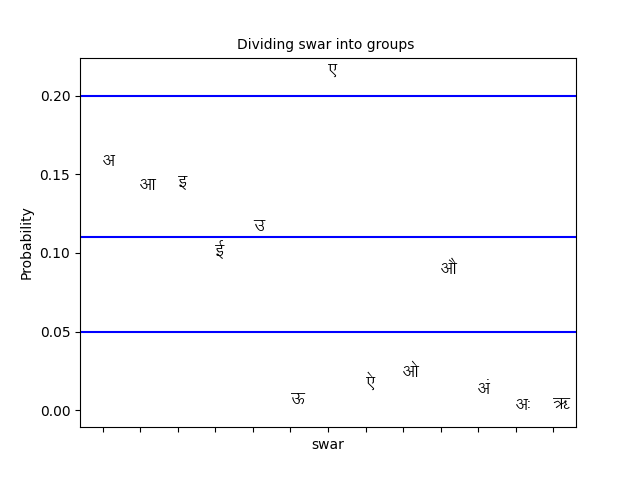 Dividing swar into groups
ए
0.20
अ
0.15
आ
इ
उ
0.10
ई
औ
0.05
ऊ
ऐ
ओ
अं
अः
ऋ
0.00
Probability
swar